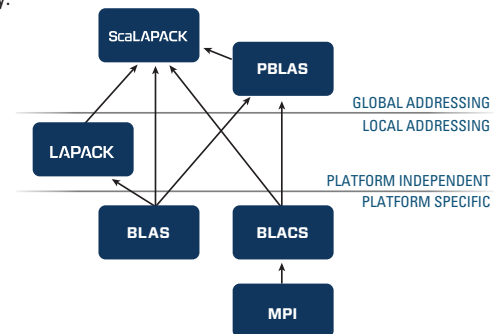 y.
ScaLAPACK
PBLAS
GLOBAL ADDRESSING
LOCAL ADDRESSING
LAPACK
PLATFORM INDEPENDENT
PLATFORM SPECIFIC
BLAS
BLACS
MPI